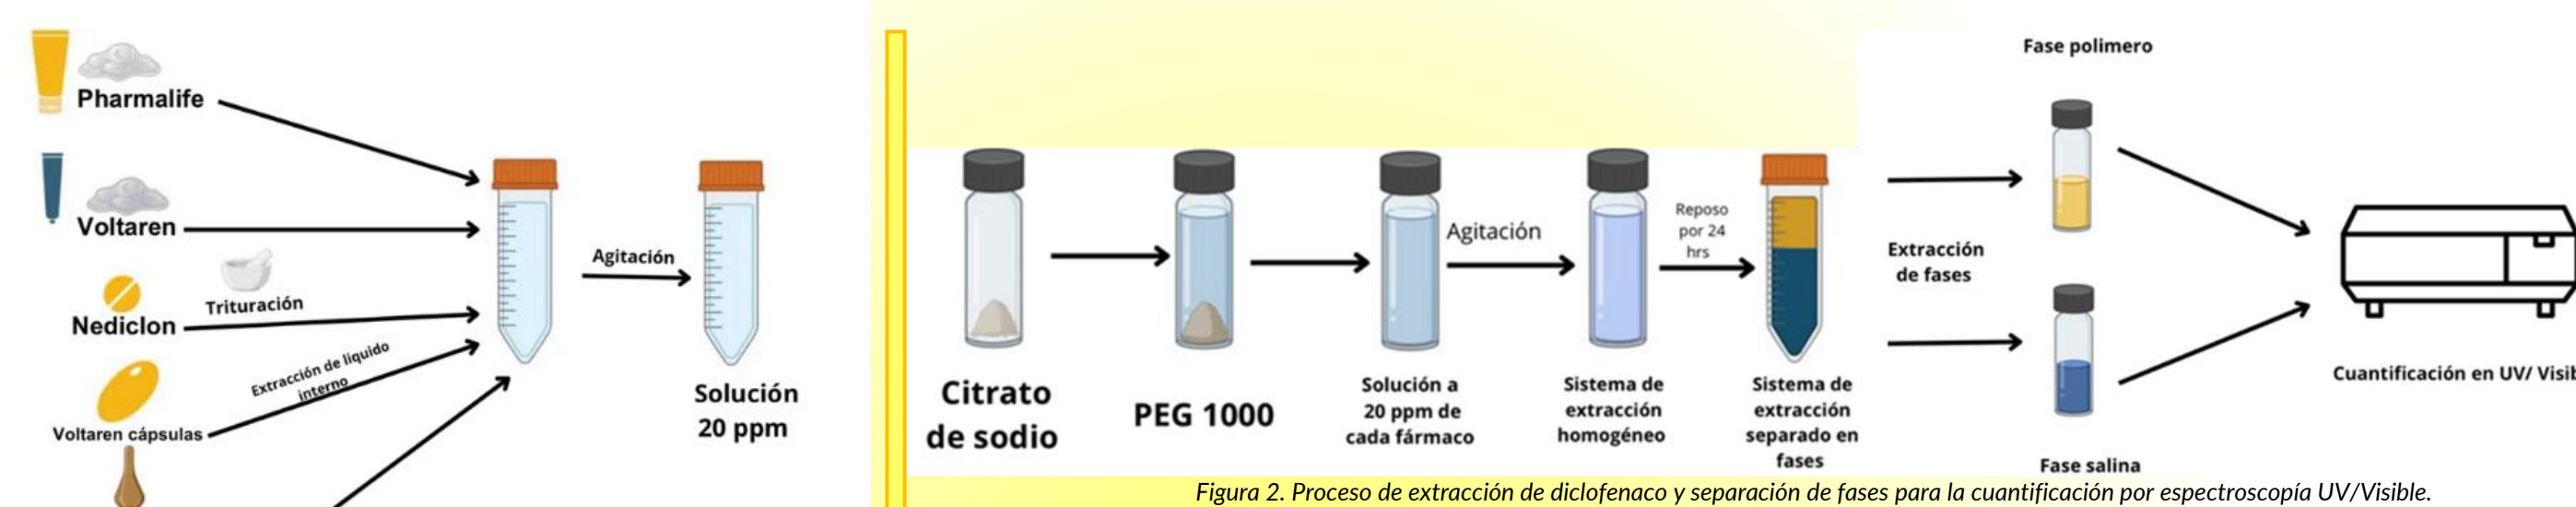 Pharmalife
Voltaren
Trituración
Nediclon
Extracción de liquido
interno
Voltaren cápsulas
Agitación
Solución
20 ppm
Citrato
de sodio
PEG 1000
Solución a
20 ppm de
cada fármaco
Agitación
Sistema de
extracción
homogéneo
Reposo
por 24
hrs
Sistema de
extracción
separado en
fases
Extracción
de fases
Fase polimero
Fase salina
Cuantificación en UV/ Visib
Figura 2. Proceso de extracción de diclofenaco y separación de fases para la cuantificación por espectroscopía UV/Visible.